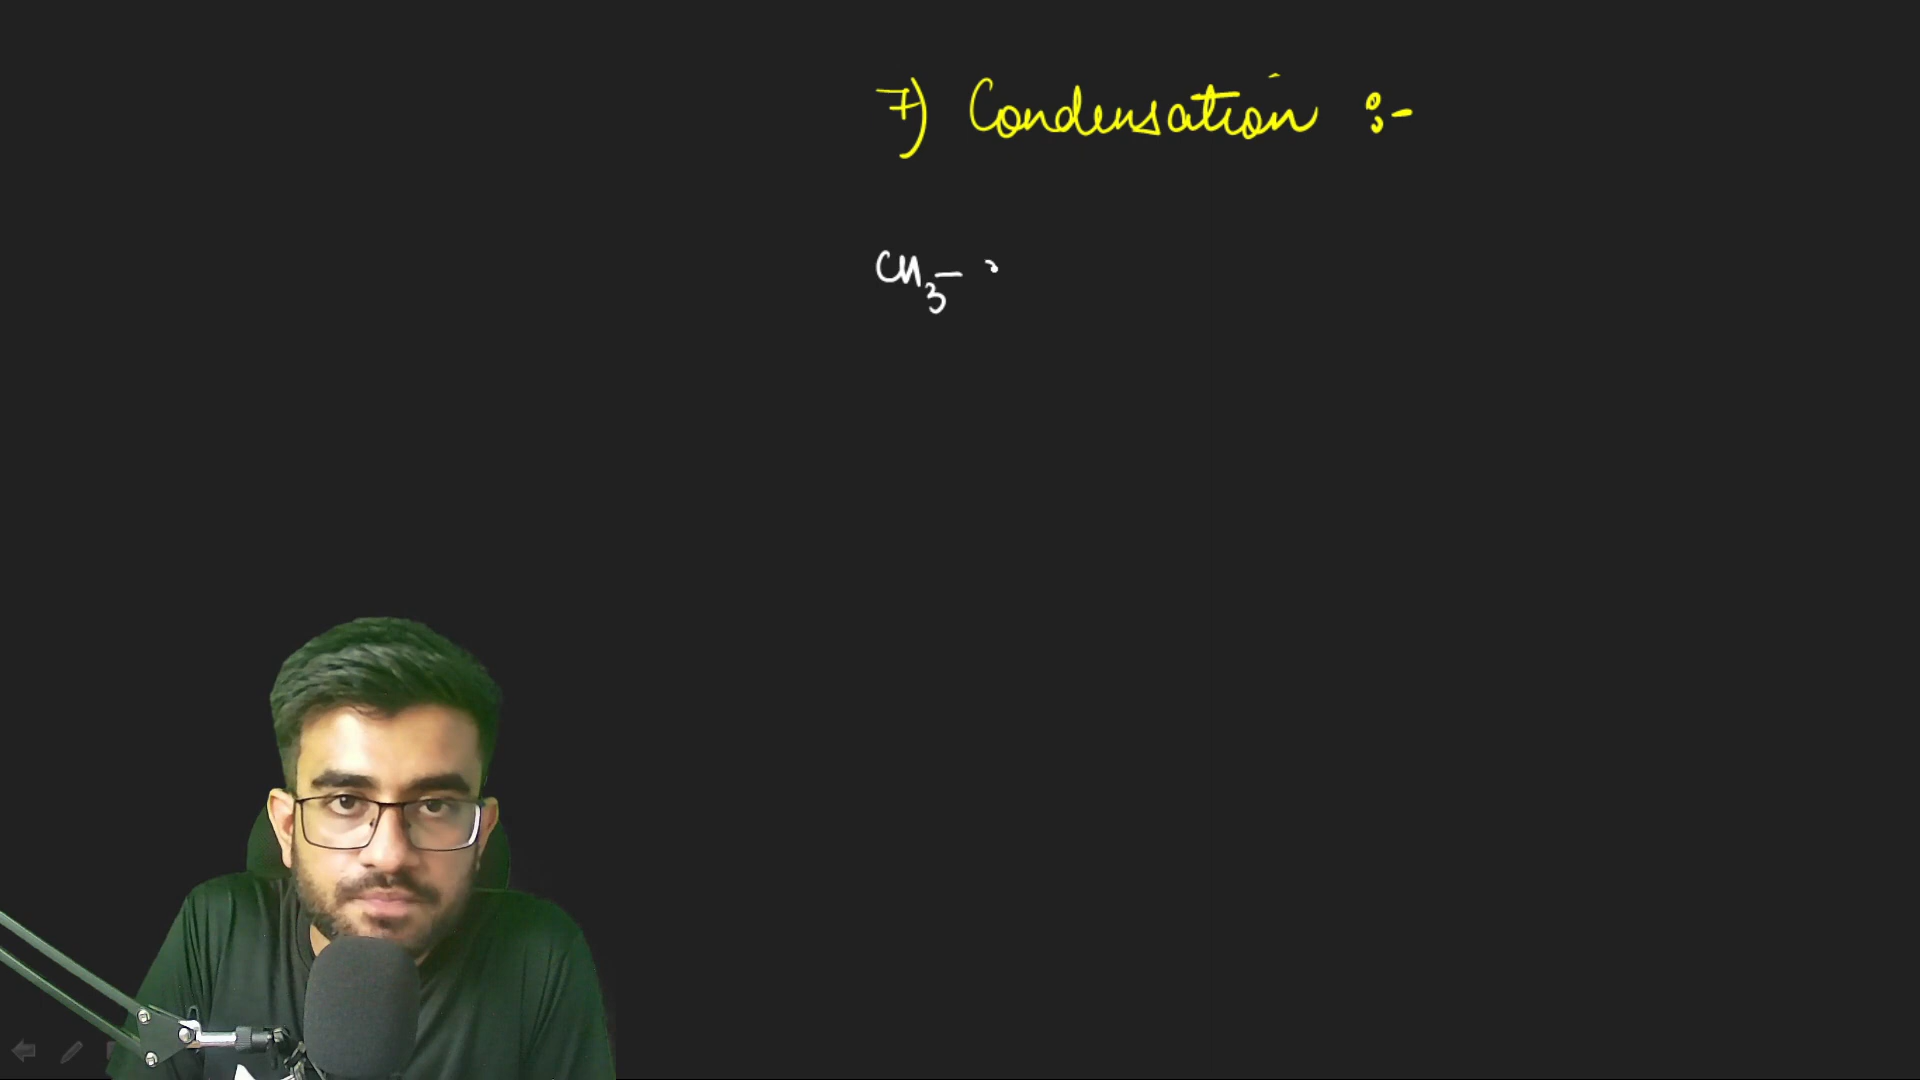 7) Condensation :-
CH3-